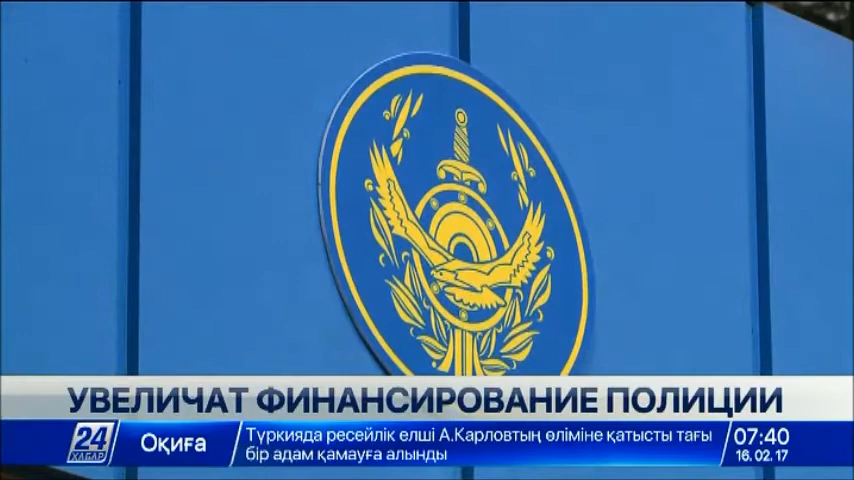 УВЕЛИЧАТ ФИНАНСИРОВАНИЕ ПОЛИЦИИ
24
ХАБАР
Оқиға
Түркияда ресейлік елші А.Карловтың өліміне қатысты тағы
бір адам қамауға алынды
07:40
16.02.17